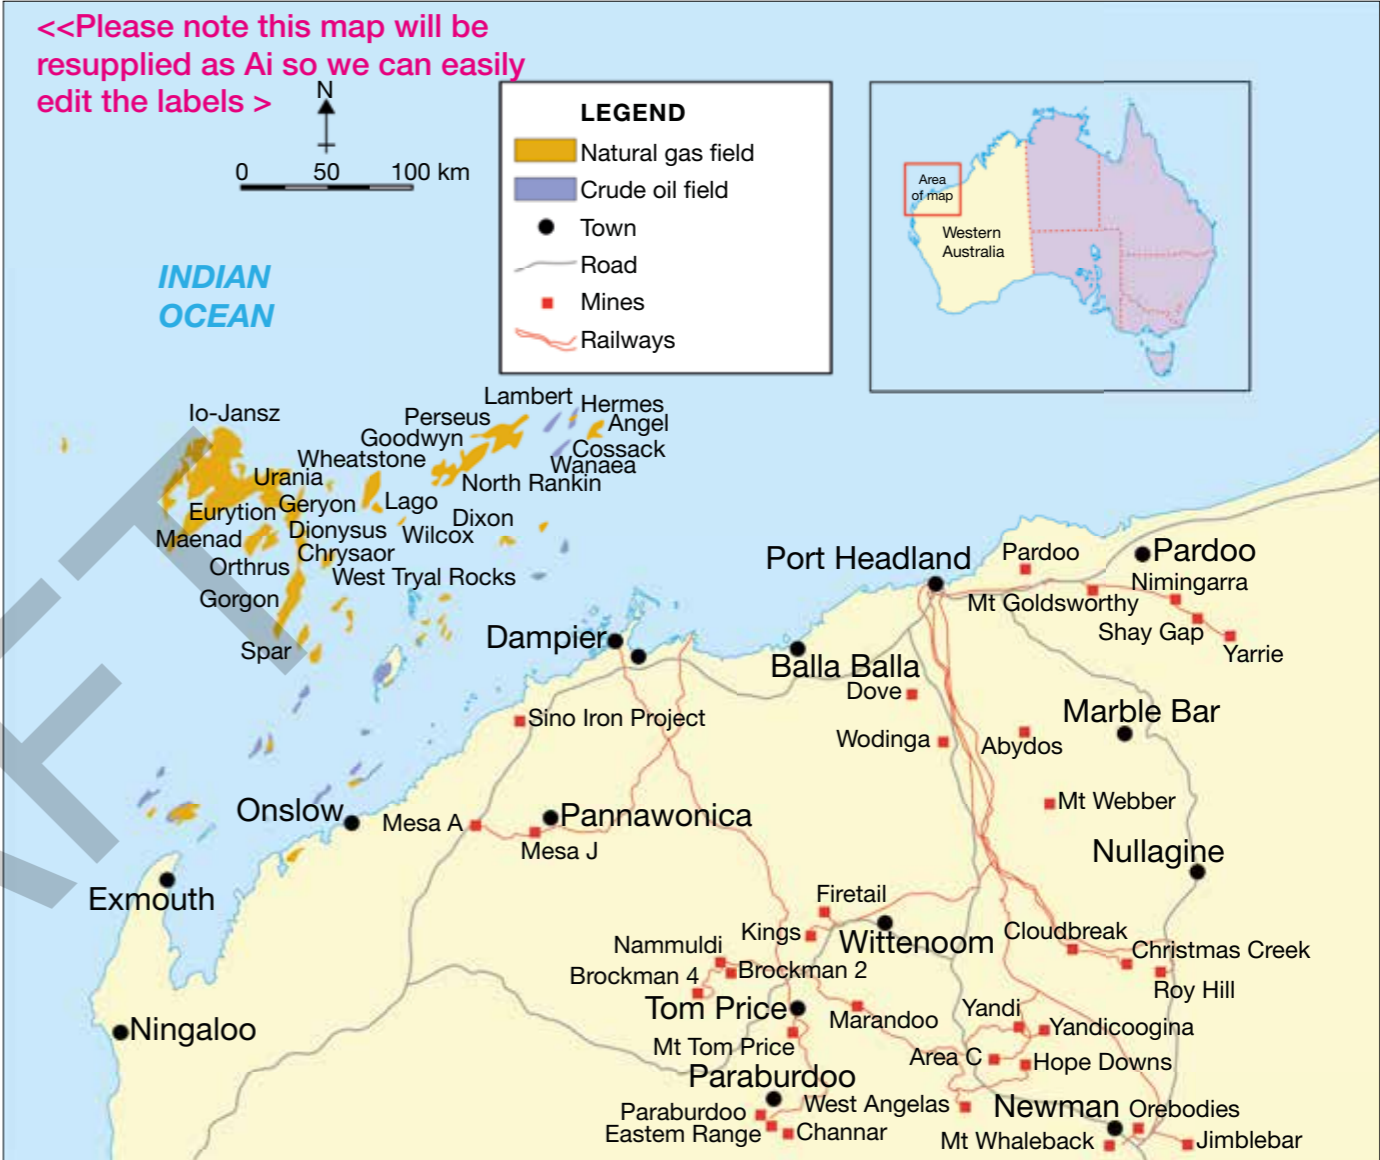 <<Please note this map will be
resupplied as Ai so we can easily
edit the labels >
N
0 50 100 km
LEGEND
Natural gas field
Crude oil field
Town
Road
Mines
Railways
Area
of map
Western
Australia
INDIAN
OCEAN
Io-Jansz
Lambert
Hermes
Perseus
Angel
Goodwyn
Cossack
Wheatstone
Wanaea
Urania
North Rankin
Geryon
Lago
Eurytion
Dixon
Dionysus
Wilcox
Maenad
Chrysaor
Orthrus
West Tryal Rocks
Gorgon
Spar
Port Headland
Pardoo
Pardoo
Nimingarra
Mt Goldsworthy
Shay Gap
Yarrie
Dampier
Balla Balla
Dove
Sino Iron Project
Wodinga
Abydos
Marble Bar
Mt Webber
Onslow
Mesa A
Pannawonica
Mesa J
Nullagine
Exmouth
Firetail
Kings
Wittenoom
Cloudbreak
Christmas Creek
Nammuldi
Brockman 2
Brockman 4
Roy Hill
Tom Price
Marandoo
Yandi
Yandicoogina
Ningaloo
Mt Tom Price
Area C
Hope Downs
Paraburdoo
West Angelas
Newman
Orebodies
Paraburdoo
Eastem Range
Channar
Mt Whaleback
Jimblebar